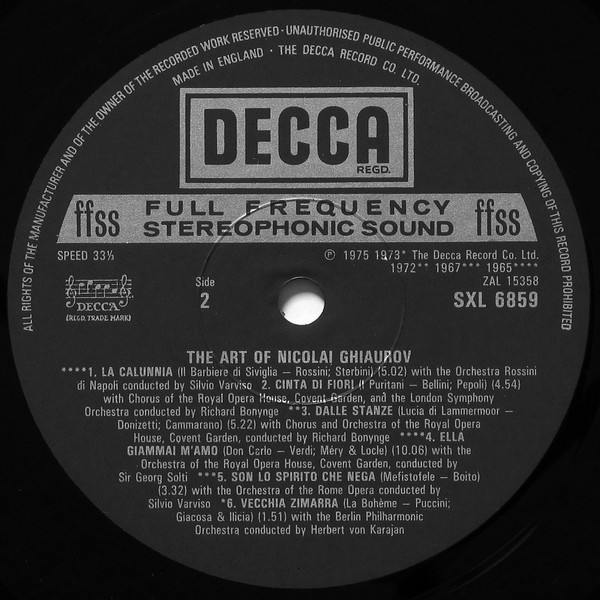 ALL RIGHTS OF THE MANUFACTURER AND OF THE OWNER OF THE RECORDED WORK RESERVED · UNAUTHORISED PUBLIC PERFORMANCE BROADCASTING AND COPYING OF THIS RECORD PROHIBITED
MADE IN ENGLAND · THE DECCA RECORD CO. LTD.
DECCA
REGD.
ffss FULL FREQUENCY ffss
STEREOPHONIC SOUND
SPEED 33⅓
℗ 1975 1973* The Decca Record Co. Ltd.
1972** 1967*** 1965****
ZAL 15358
DECCA
(REGD. TRADE MARK)
Side
2
SXL 6859
THE ART OF NICOLAI GHIAUROV
****1. LA CALUNNIA (Il Barbiere di Siviglia – Rossini; Sterbini) (5.02) with the Orchestra Rossini
di Napoli conducted by Silvio Varviso 2. CINTA DI FIORI (I Puritani – Bellini; Pepoli) (4.54)
with Chorus of the Royal Opera House, Covent Garden, and the London Symphony
Orchestra conducted by Richard Bonynge **3. DALLE STANZE (Lucia di Lammermoor –
Donizetti; Cammarano) (5.22) with Chorus and Orchestra of the Royal Opera
House, Covent Garden, conducted by Richard Bonynge ****4. ELLA
GIAMMAI M'AMO (Don Carlo – Verdi; Méry & Locle) (10.06) with the
Orchestra of the Royal Opera House, Covent Garden, conducted by
Sir Georg Solti ***5. SON LO SPIRITO CHE NEGA (Mefistofele – Boito)
(3.32) with the Orchestra of the Rome Opera conducted by
Silvio Varviso *6. VECCHIA ZIMARRA (La Bohème – Puccini;
Giacosa & Ilicia) (1.51) with the Berlin Philharmonic
Orchestra conducted by Herbert von Karajan